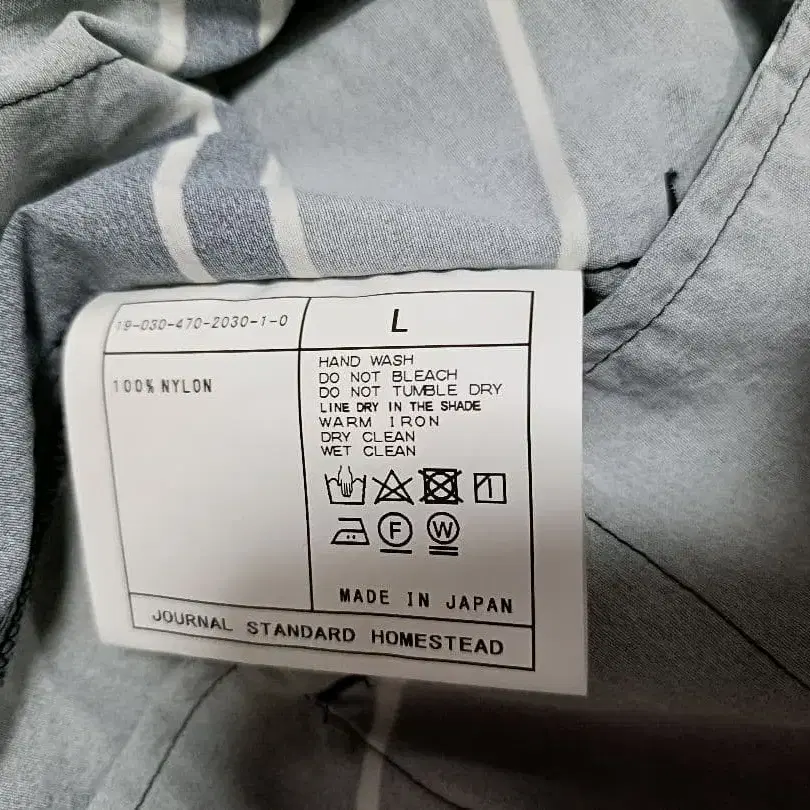 19-030-470-2030-1-0
L
100% NYLON
HAND WASH
DO NOT BLEACH
DO NOT TUMBLE DRY
LINE DRY IN THE SHADE
WARM IRON
DRY CLEAN
WET CLEAN
F
W
MADE IN JAPAN
JOURNAL STANDARD HOMESTEAD